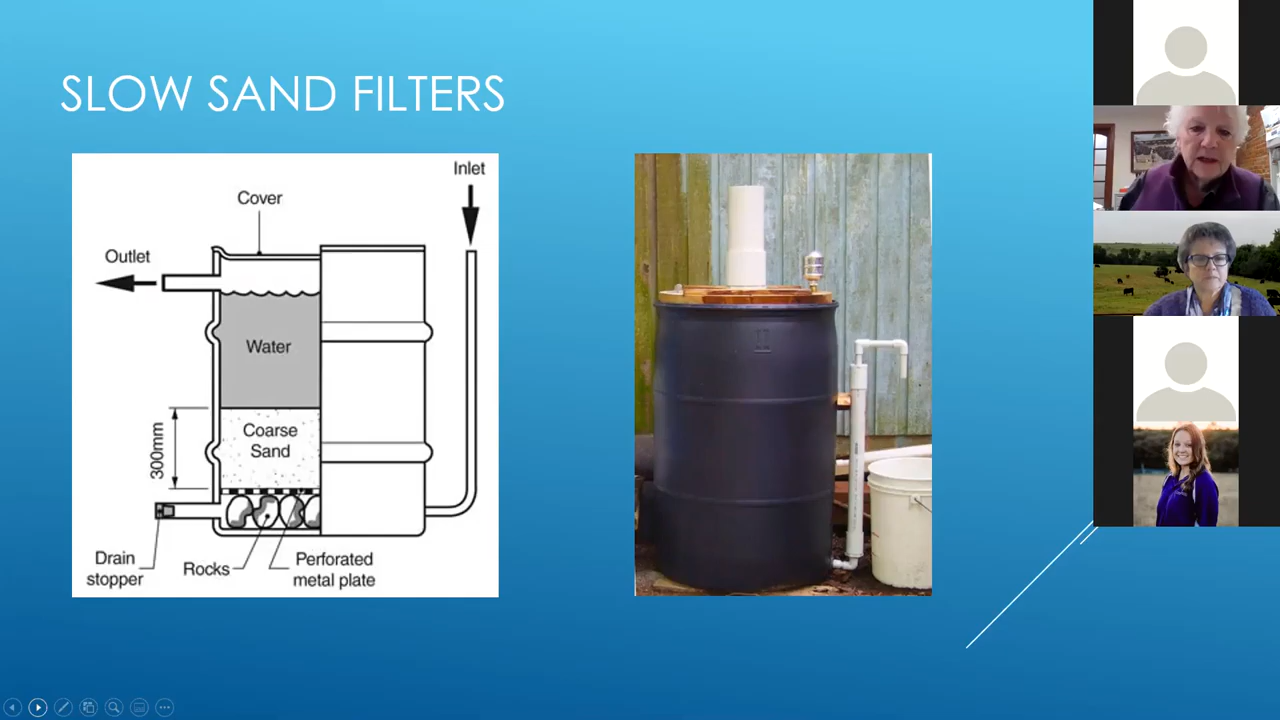 SLOW SAND FILTERS
Inlet
Cover
Outlet
Water
Coarse
Sand
300mm
Drain
stopper
Rocks
Perforated
metal plate